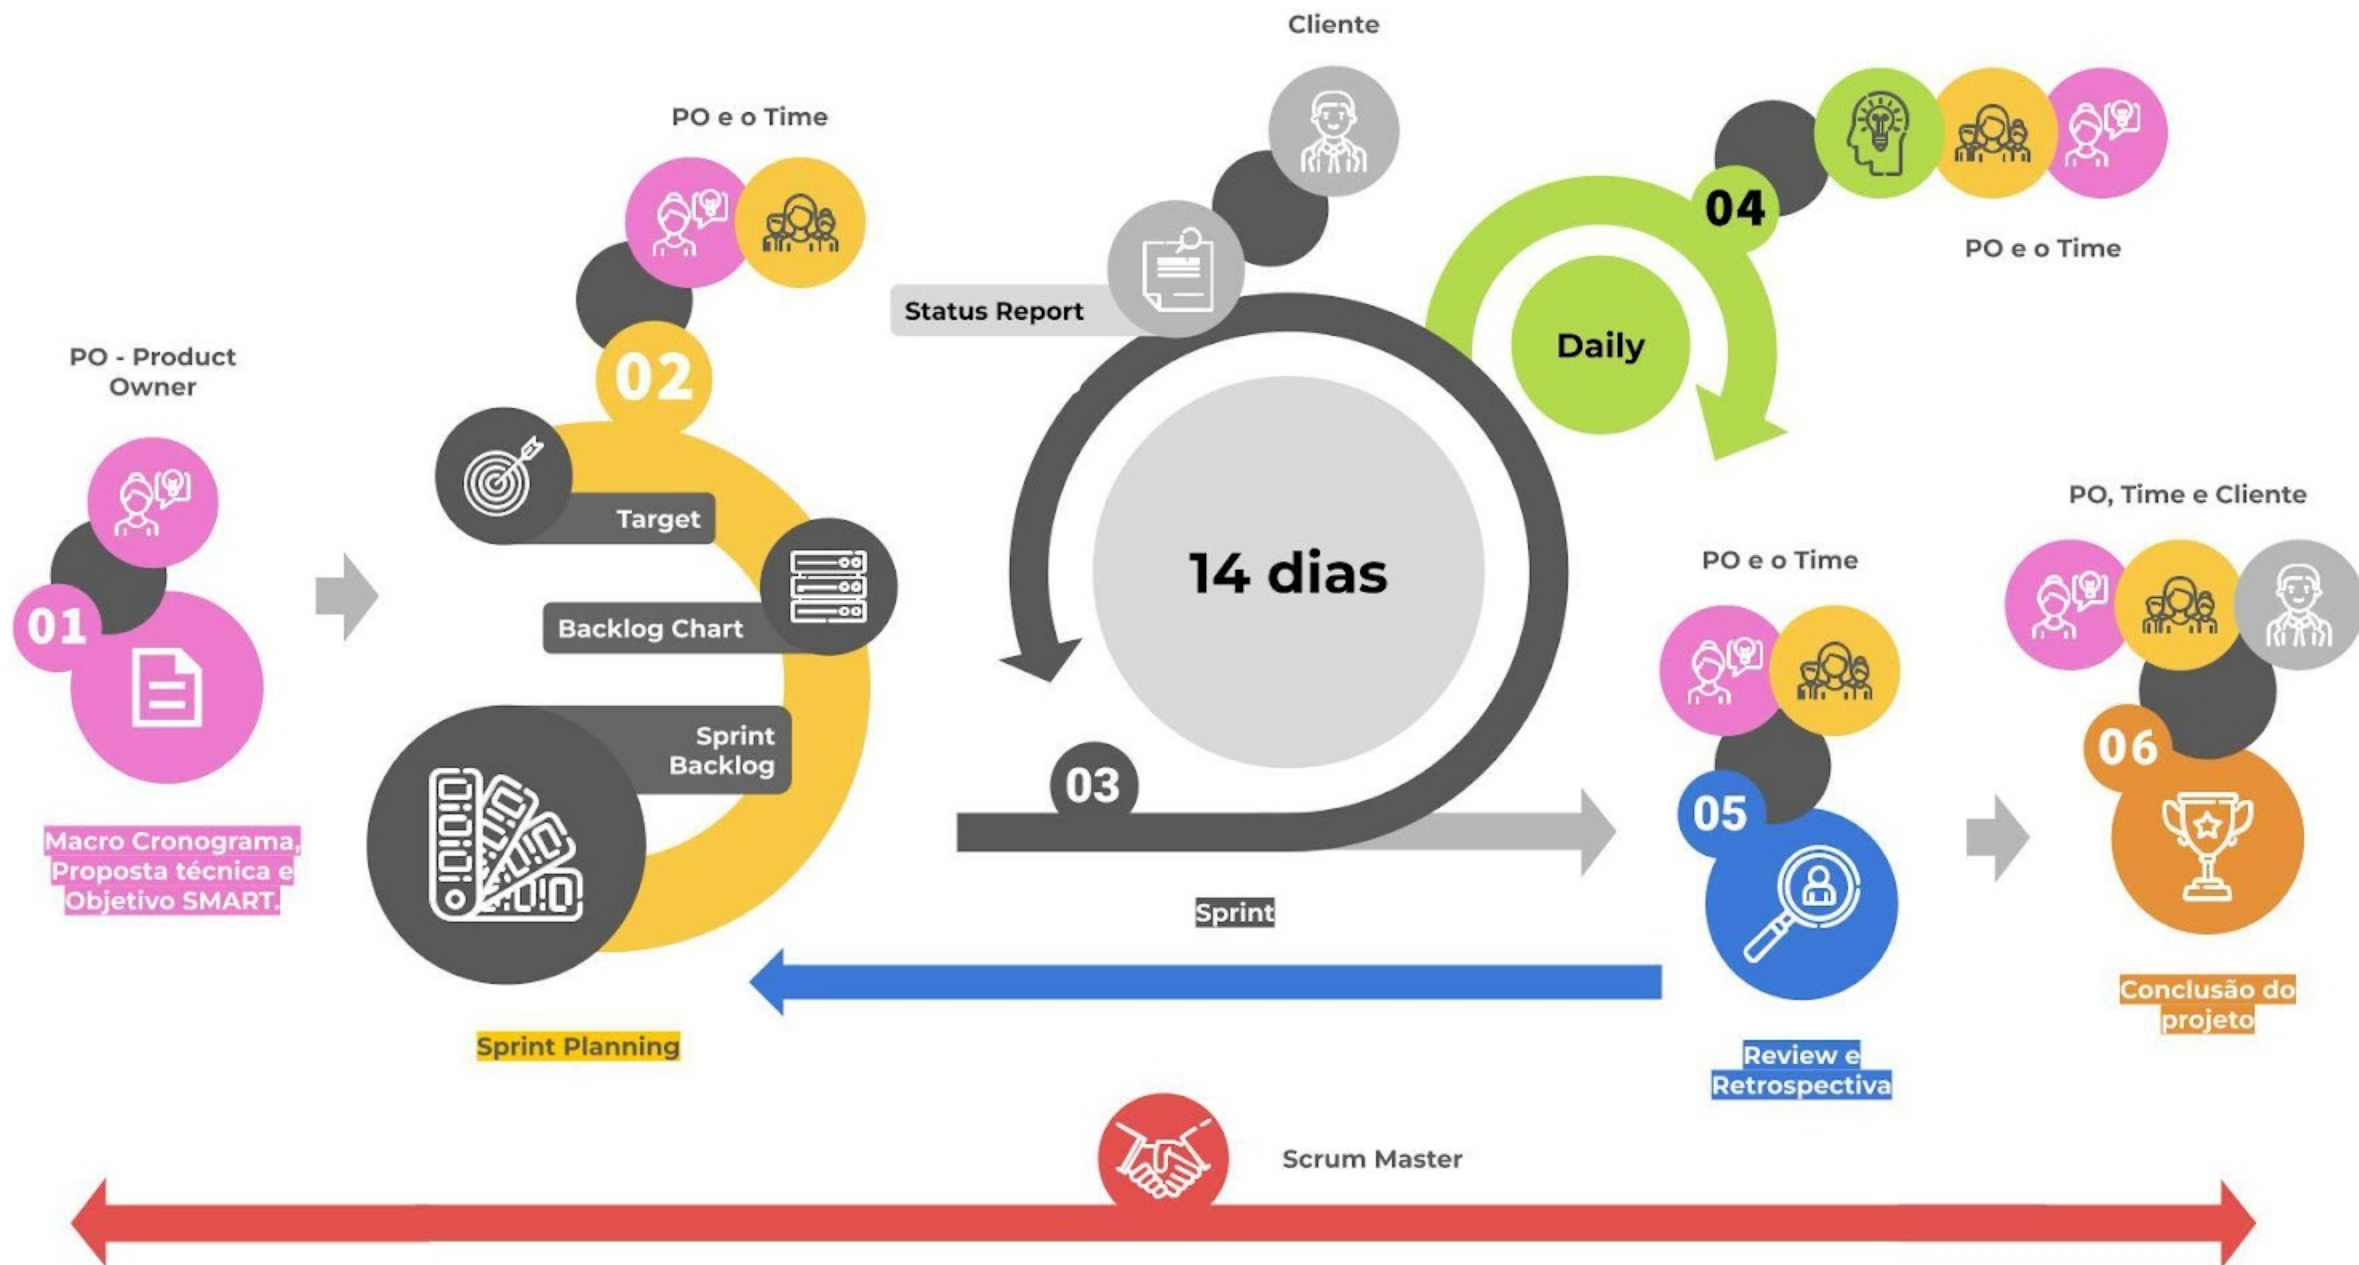 PO - Product
Owner
01
Macro Cronograma,
Proposta técnica e
Objetivo SMART.
PO e o Time
02
Target
Backlog Chart
Sprint
Backlog
Sprint Planning
Cliente
Status Report
14 dias
03
Sprint
04
PO e o Time
Daily
PO e o Time
05
Review e
Retrospectiva
PO, Time e Cliente
06
Conclusão do
projeto
Scrum Master